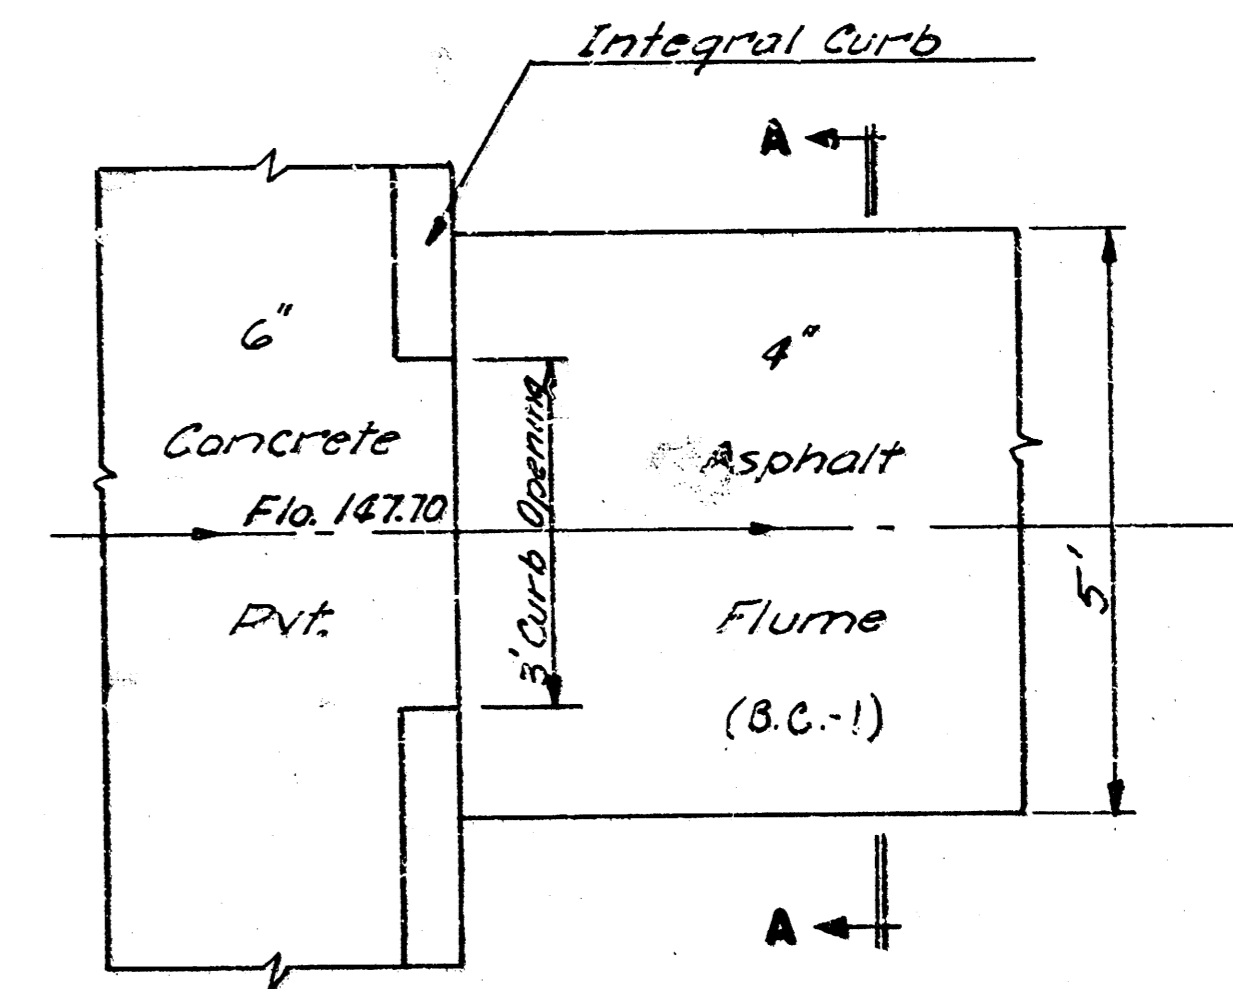 Integral Curb
A
6"
4"
Concrete
Asphalt
Flo. 147.70
3' Curb Opening
5'
Pvt.
Flume
(B.C.-1)
A